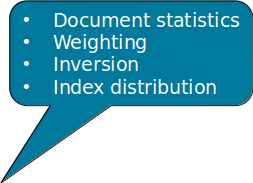 • Document statistics
• Weighting
• Inversion
• Index distribution